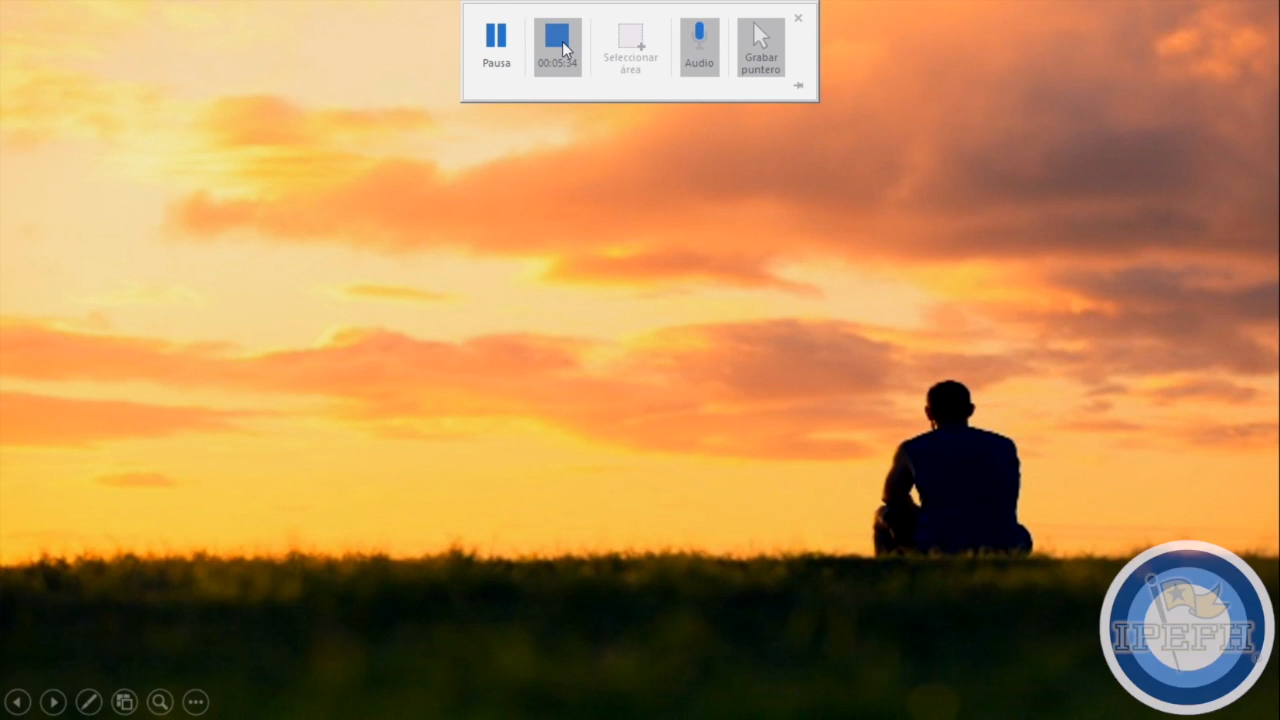 Pausa
00:05:34
Seleccionar
área
Audio
Grabar
puntero
IPEFH